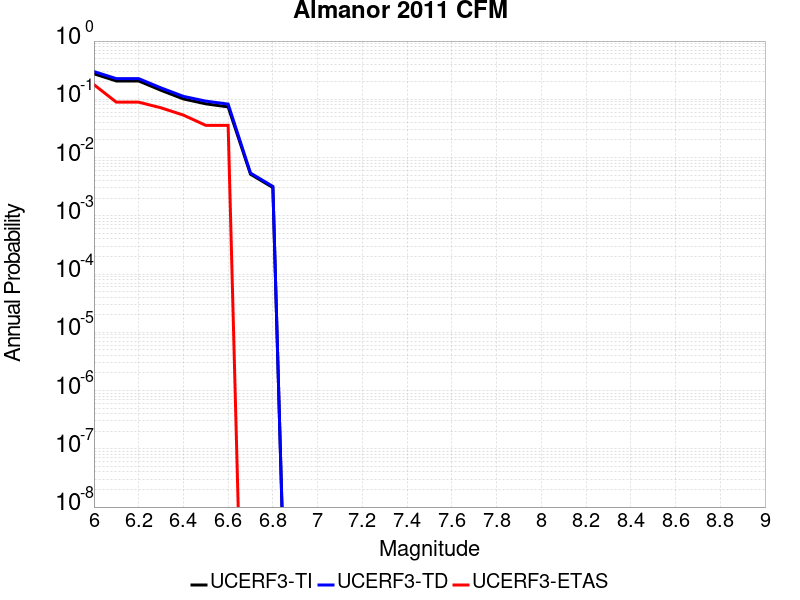 Almanor 2011 CFM
10^0
10^-1
10^-2
10^-3
10^-4
10^-5
10^-6
10^-7
10^-8
Annual Probability
6 6.2 6.4 6.6 6.8 7 7.2 7.4 7.6 7.8 8 8.2 8.4 8.6 8.8 9
Magnitude
UCERF3-TI UCERF3-TD UCERF3-ETAS